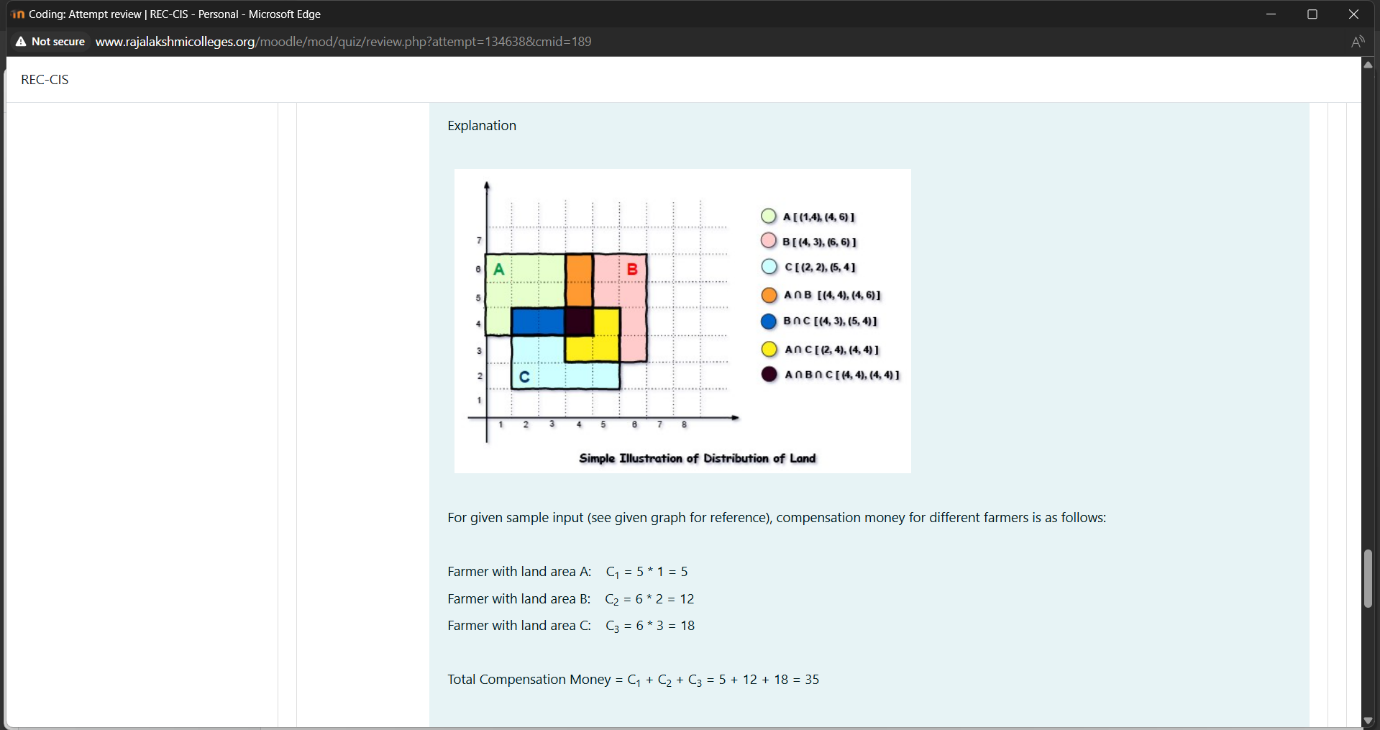 Coding: Attempt review | REC-CIS - Personal - Microsoft Edge
Not secure www.rajalakshmicolleges.org/moodle/mod/quiz/review.php?attempt=134638&cmid=189
REC-CIS
Explanation
7
6
5
4
3
2
1
1 2 3 4 5 6 7 8
A
B
C
A [ (1,4), (4, 6) ]
B [ (4, 3), (6, 6) ]
C [ (2, 2), (5, 4 ]
A ∩ B [(4, 4), (4, 6)]
B ∩ C [(4, 3), (5, 4)]
A ∩ C [ (2, 4), (4, 4) ]
A ∩ B ∩ C [ (4, 4), (4, 4) ]
Simple Illustration of Distribution of Land
For given sample input (see given graph for reference), compensation money for different farmers is as follows:
Farmer with land area A: C₁ = 5 * 1 = 5
Farmer with land area B: C₂ = 6 * 2 = 12
Farmer with land area C: C₃ = 6 * 3 = 18
Total Compensation Money = C₁ + C₂ + C₃ = 5 + 12 + 18 = 35